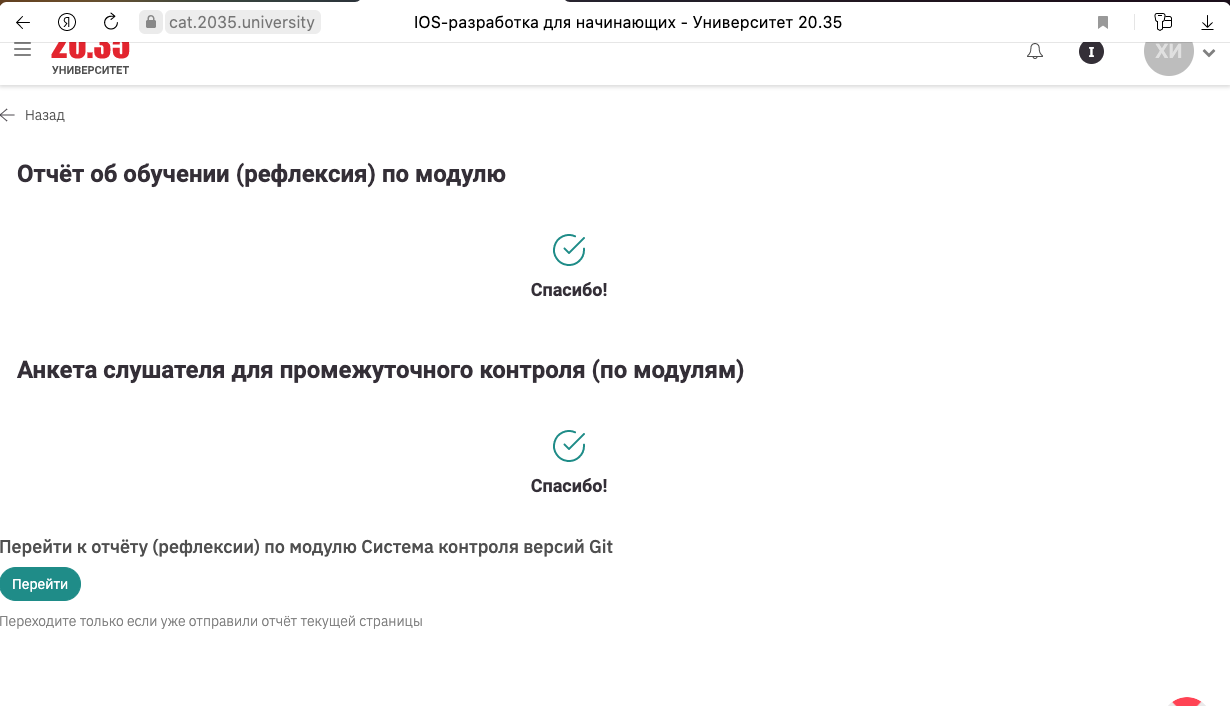 Я
cat.2035.university
IOS-разработка для начинающих - Университет 20.35
20.35
УНИВЕРСИТЕТ
I
ХИ
Назад
Отчёт об обучении (рефлексия) по модулю
Спасибо!
Анкета слушателя для промежуточного контроля (по модулям)
Спасибо!
Перейти к отчёту (рефлексии) по модулю Система контроля версий Git
Перейти
Переходите только если уже отправили отчёт текущей страницы